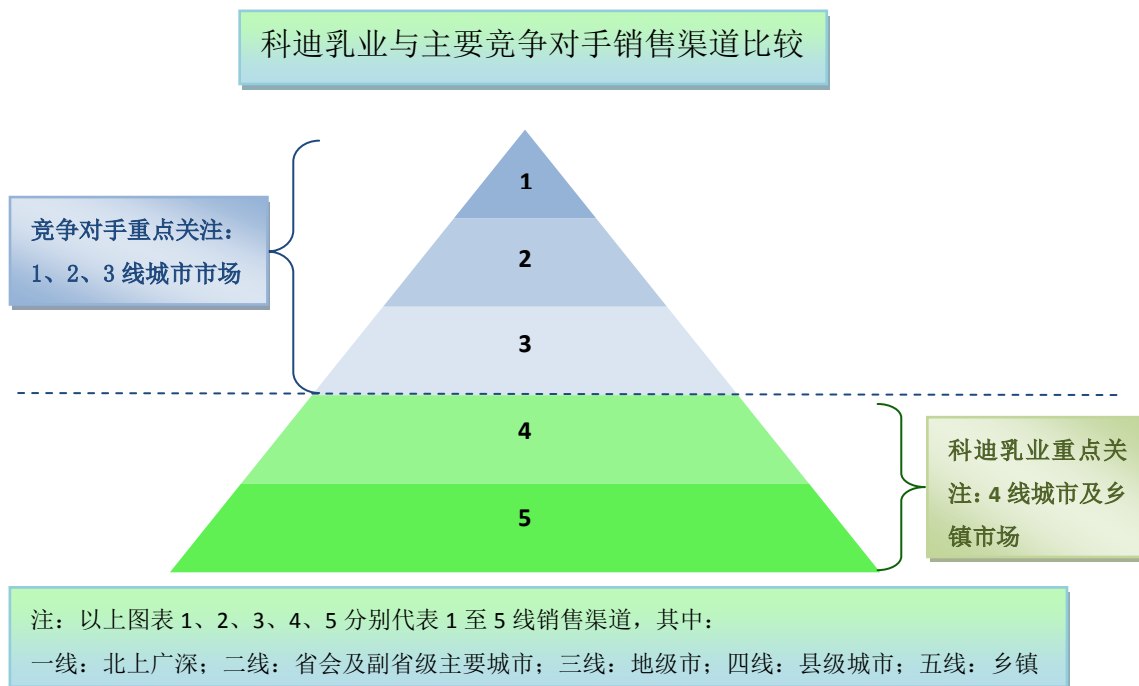 科迪乳业与主要竞争对手销售渠道比较
1
竞争对手重点关注：
1、2、3 线城市市场
2
3
4
科迪乳业重点关
注：4 线城市及乡
镇市场
5
注：以上图表 1、2、3、4、5 分别代表 1 至 5 线销售渠道，其中：
一线：北上广深；二线：省会及副省级主要城市；三线：地级市；四线：县级城市；五线：乡镇